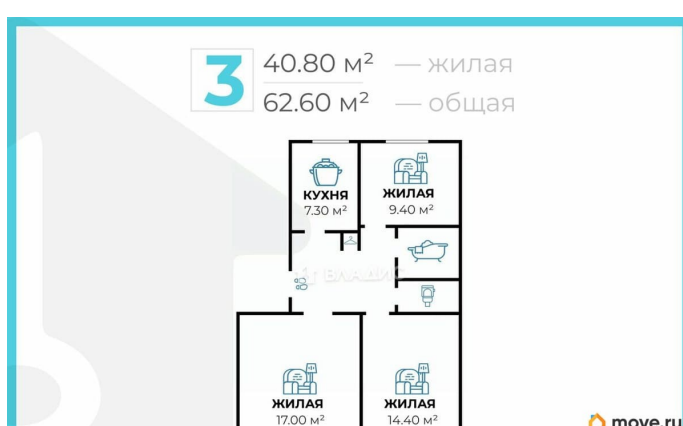 3
40.80 м² — жилая
62.60 м² — общая
КУХНЯ
7.30 м²
ЖИЛАЯ
9.40 м²
ВЛАДИС
ЖИЛАЯ
17.00 м²
ЖИЛАЯ
14.40 м²
move.ru